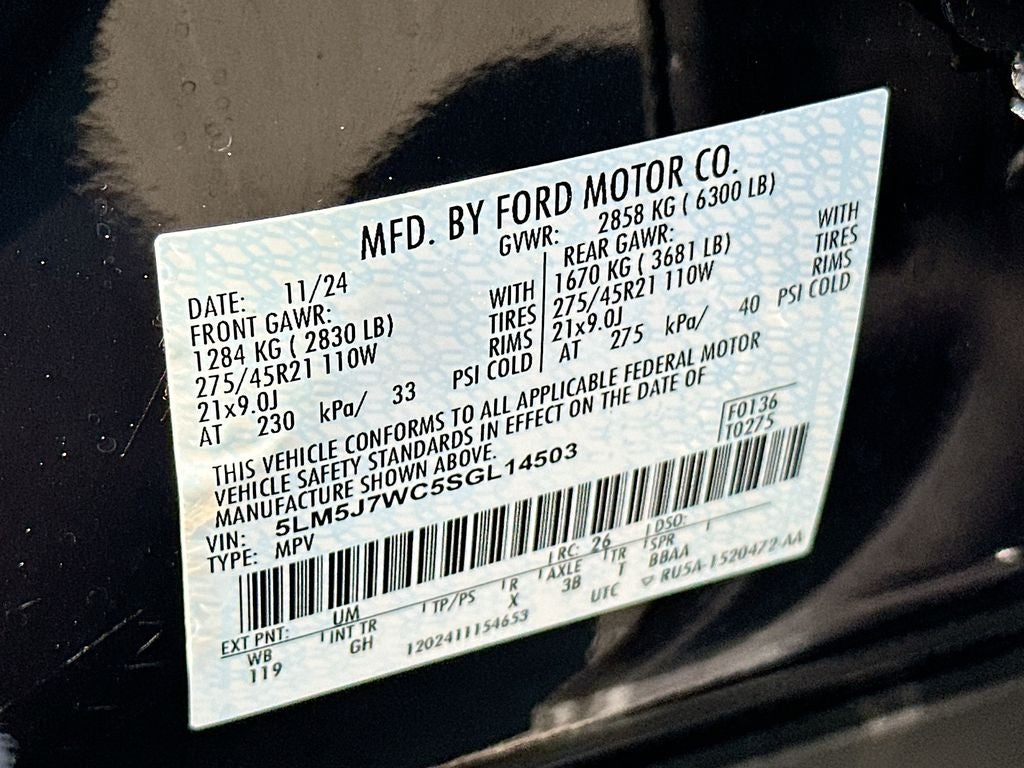 MFD. BY FORD MOTOR CO.
DATE: 11/24
GVWR: 2858 KG ( 6300 LB)
FRONT GAWR:
1284 KG ( 2830 LB)
WITH
275/45R21 110W
TIRES
21x9.0J
RIMS
AT 230 kPa/ 33 PSI COLD
REAR GAWR:
1670 KG ( 3681 LB)
WITH
275/45R21 110W
TIRES
21x9.0J
RIMS
AT 275 kPa/ 40 PSI COLD
THIS VEHICLE CONFORMS TO ALL APPLICABLE FEDERAL MOTOR
VEHICLE SAFETY STANDARDS IN EFFECT ON THE DATE OF
MANUFACTURE SHOWN ABOVE.
VIN: 5LM5J7WC5SGL14503
TYPE: MPV
F0136
T0275
EXT PNT: UM RC: 26 DSO:
WB INT TR TP/PS R AXLE TR SPR
119 GH X 3B T BBAA
1202411154653 UTC ▽ RU5A-1520472-AA